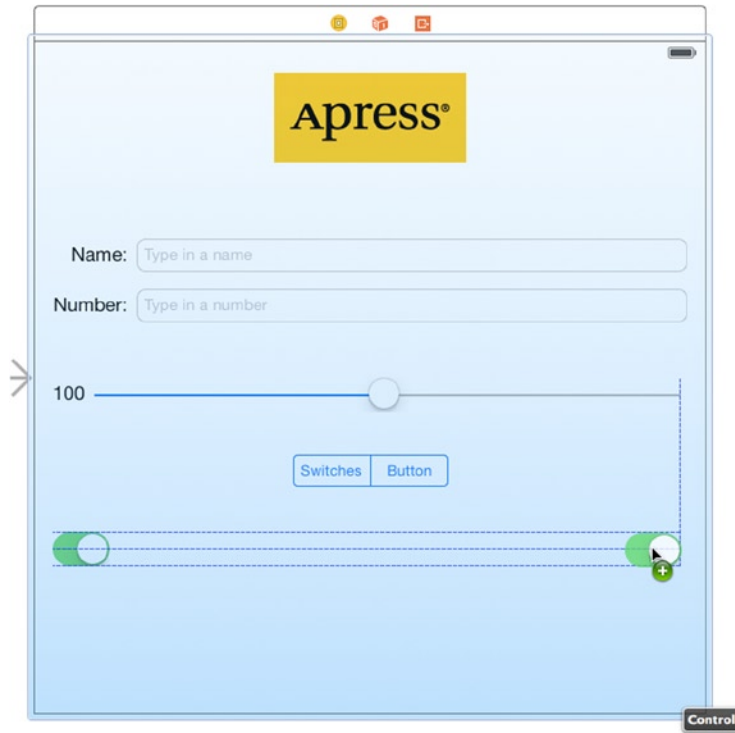 Apress®
Name: Type in a name
Number: Type in a number
100
Switches Button
Control